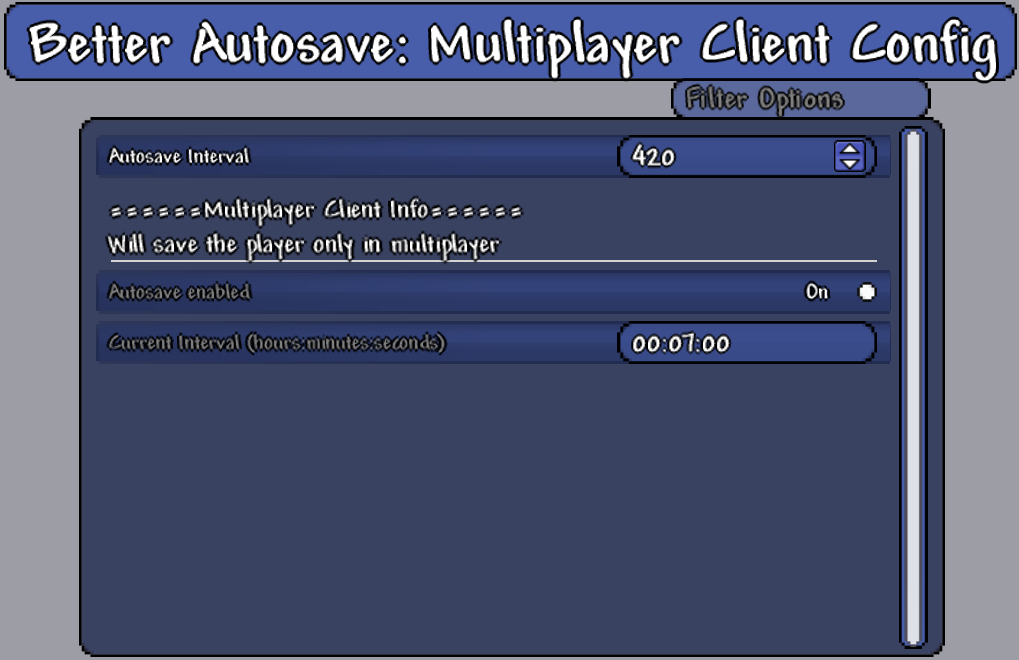 Better Autosave: Multiplayer Client Config
Filter Options
Autosave Interval 420
======Multiplayer Client Info======
Will save the player only in multiplayer
Autosave enabled On
Current Interval (hours:minutes:seconds) 00:07:00